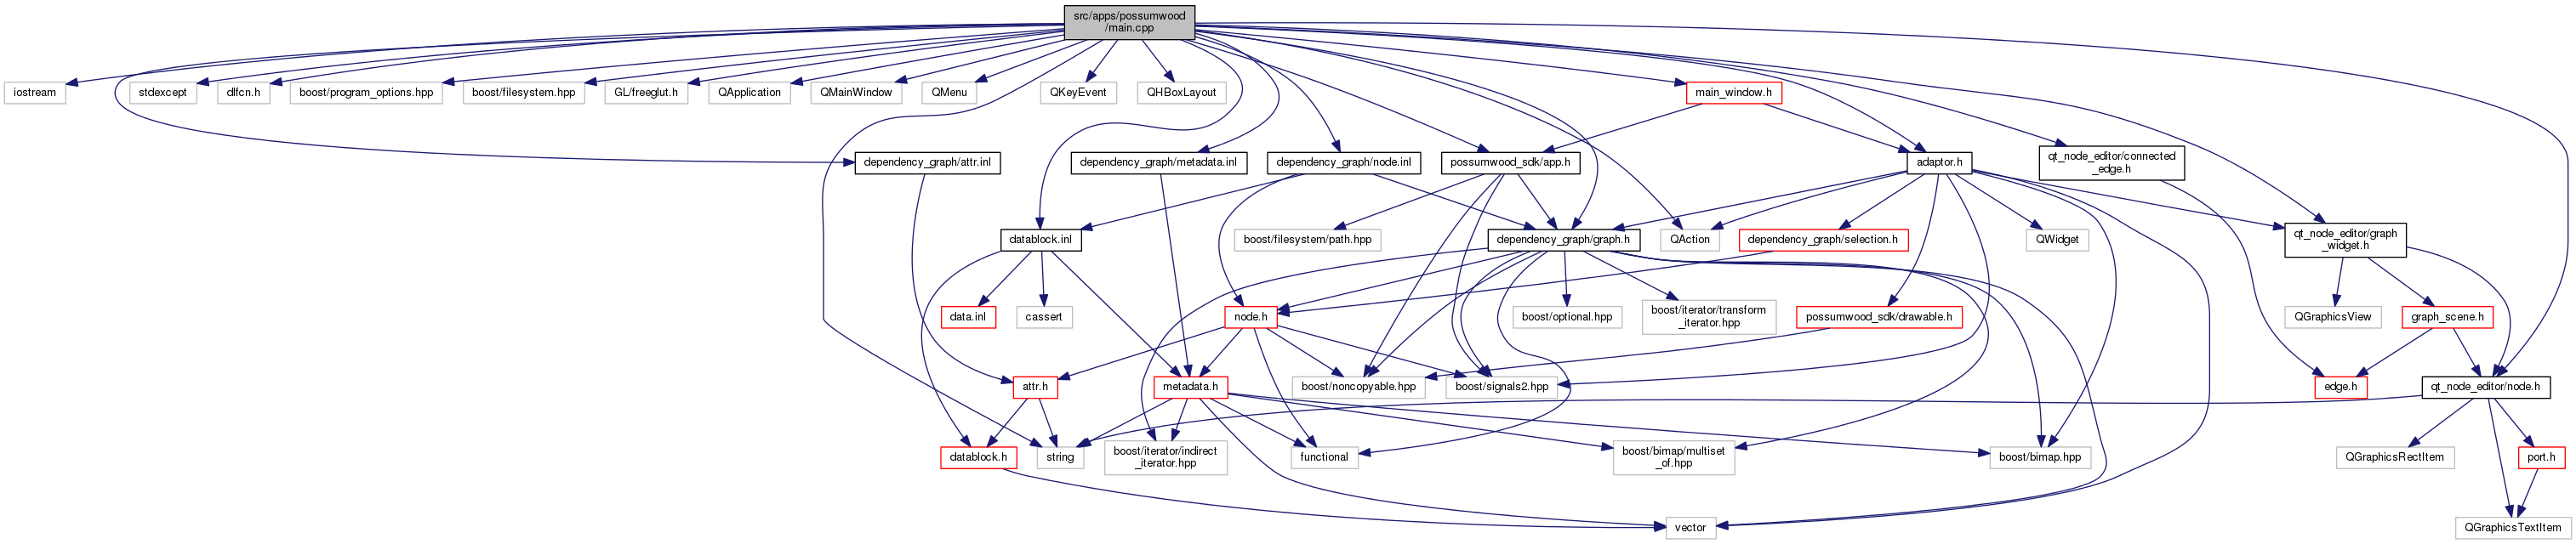 src/apps/possumwood
/main.cpp
iostream
stdexcept
dlfcn.h
boost/program_options.hpp
boost/filesystem.hpp
GL/freeglut.h
QApplication
QMainWindow
QMenu
QKeyEvent
QHBoxLayout
main_window.h
dependency_graph/attr.inl
dependency_graph/metadata.inl
dependency_graph/node.inl
possumwood_sdk/app.h
adaptor.h
qt_node_editor/connected
_edge.h
datablock.inl
boost/filesystem/path.hpp
dependency_graph/graph.h
QAction
dependency_graph/selection.h
QWidget
qt_node_editor/graph
_widget.h
data.inl
cassert
node.h
boost/optional.hpp
boost/iterator/transform
_iterator.hpp
possumwood_sdk/drawable.h
QGraphicsView
graph_scene.h
attr.h
metadata.h
boost/noncopyable.hpp
boost/signals2.hpp
edge.h
qt_node_editor/node.h
datablock.h
string
boost/iterator/indirect
_iterator.hpp
functional
boost/bimap/multiset
_of.hpp
boost/bimap.hpp
QGraphicsRectItem
port.h
vector
QGraphicsTextItem